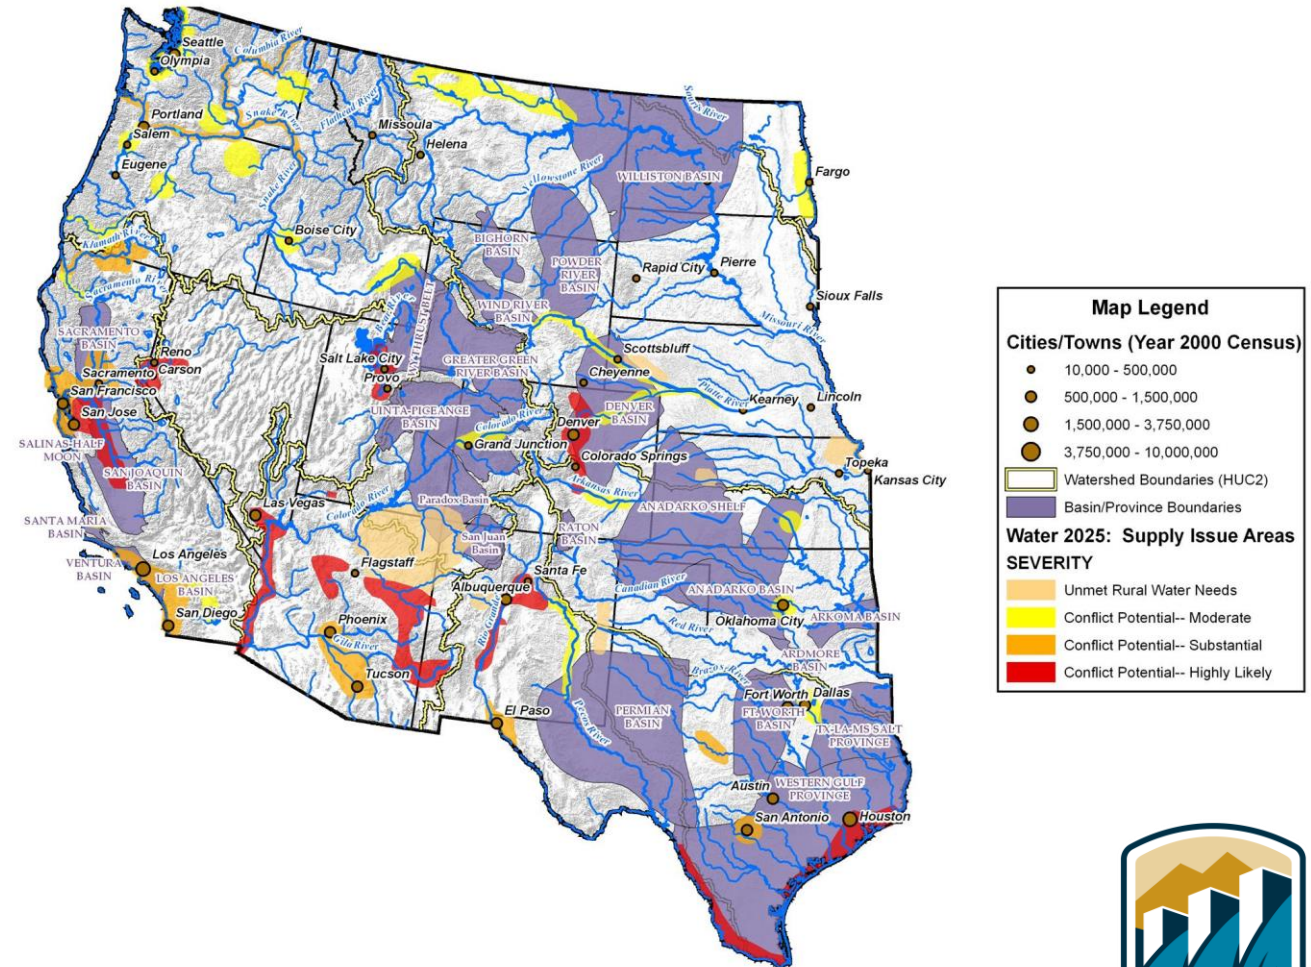 Seattle
Olympia
Columbia River
Portland
Salem
Eugene
Snake River
Flathead River
Missoula
Helena
Souris River
Yellowstone River
WILLISTON BASIN
Fargo
Snake River
Boise City
Klamath River
Sacramento Ri
BIGHORN
BASIN
POWDER
RIVER
BASIN
Rapid City
Pierre
Sioux Falls
Missouri River
WIND RIVER
BASIN
WY THRUST BELT
SACRAMENTO
BASIN
Reno
Carson
Sacramento
San Francisco
San Jose
Salt Lake City
Provo
GREATER GREEN
RIVER BASIN
Scottsbluff
Cheyenne
Platte River
Kearney
Lincoln
UINTA-PICEANCE
BASIN
Colorado River
Grand Junction
DENVER
BASIN
Denver
Colorado Springs
Topeka
Kansas City
SALINAS-HALF
MOON
SAN JOAQUIN
BASIN
Las Vegas
Colorado River
Paradox Basin
Arkansas River
ANADARKO SHELF
RATON
BASIN
San Juan
Basin
SANTA MARIA
BASIN
VENTURA
BASIN
Los Angeles
LOS ANGELES
BASIN
San Diego
Flagstaff
Albuquerque
Santa Fe
Canadian River
ANADARKO BASIN
Oklahoma City
ARKOMA BASIN
Phoenix
Gila River
Tucson
Rio Grande
Red River
ARDMORE
BASIN
El Paso
Pecos River
PERMIAN
BASIN
Brazos River
Fort Worth
Dallas
FT. WORTH
BASIN
TX-LA-MS SALT
PROVINCE
Austin
WESTERN GULF
PROVINCE
San Antonio
Houston
Map Legend
Cities/Towns (Year 2000 Census)
10,000 - 500,000
500,000 - 1,500,000
1,500,000 - 3,750,000
3,750,000 - 10,000,000
Watershed Boundaries (HUC2)
Basin/Province Boundaries
Water 2025: Supply Issue Areas
SEVERITY
Unmet Rural Water Needs
Conflict Potential-- Moderate
Conflict Potential-- Substantial
Conflict Potential-- Highly Likely